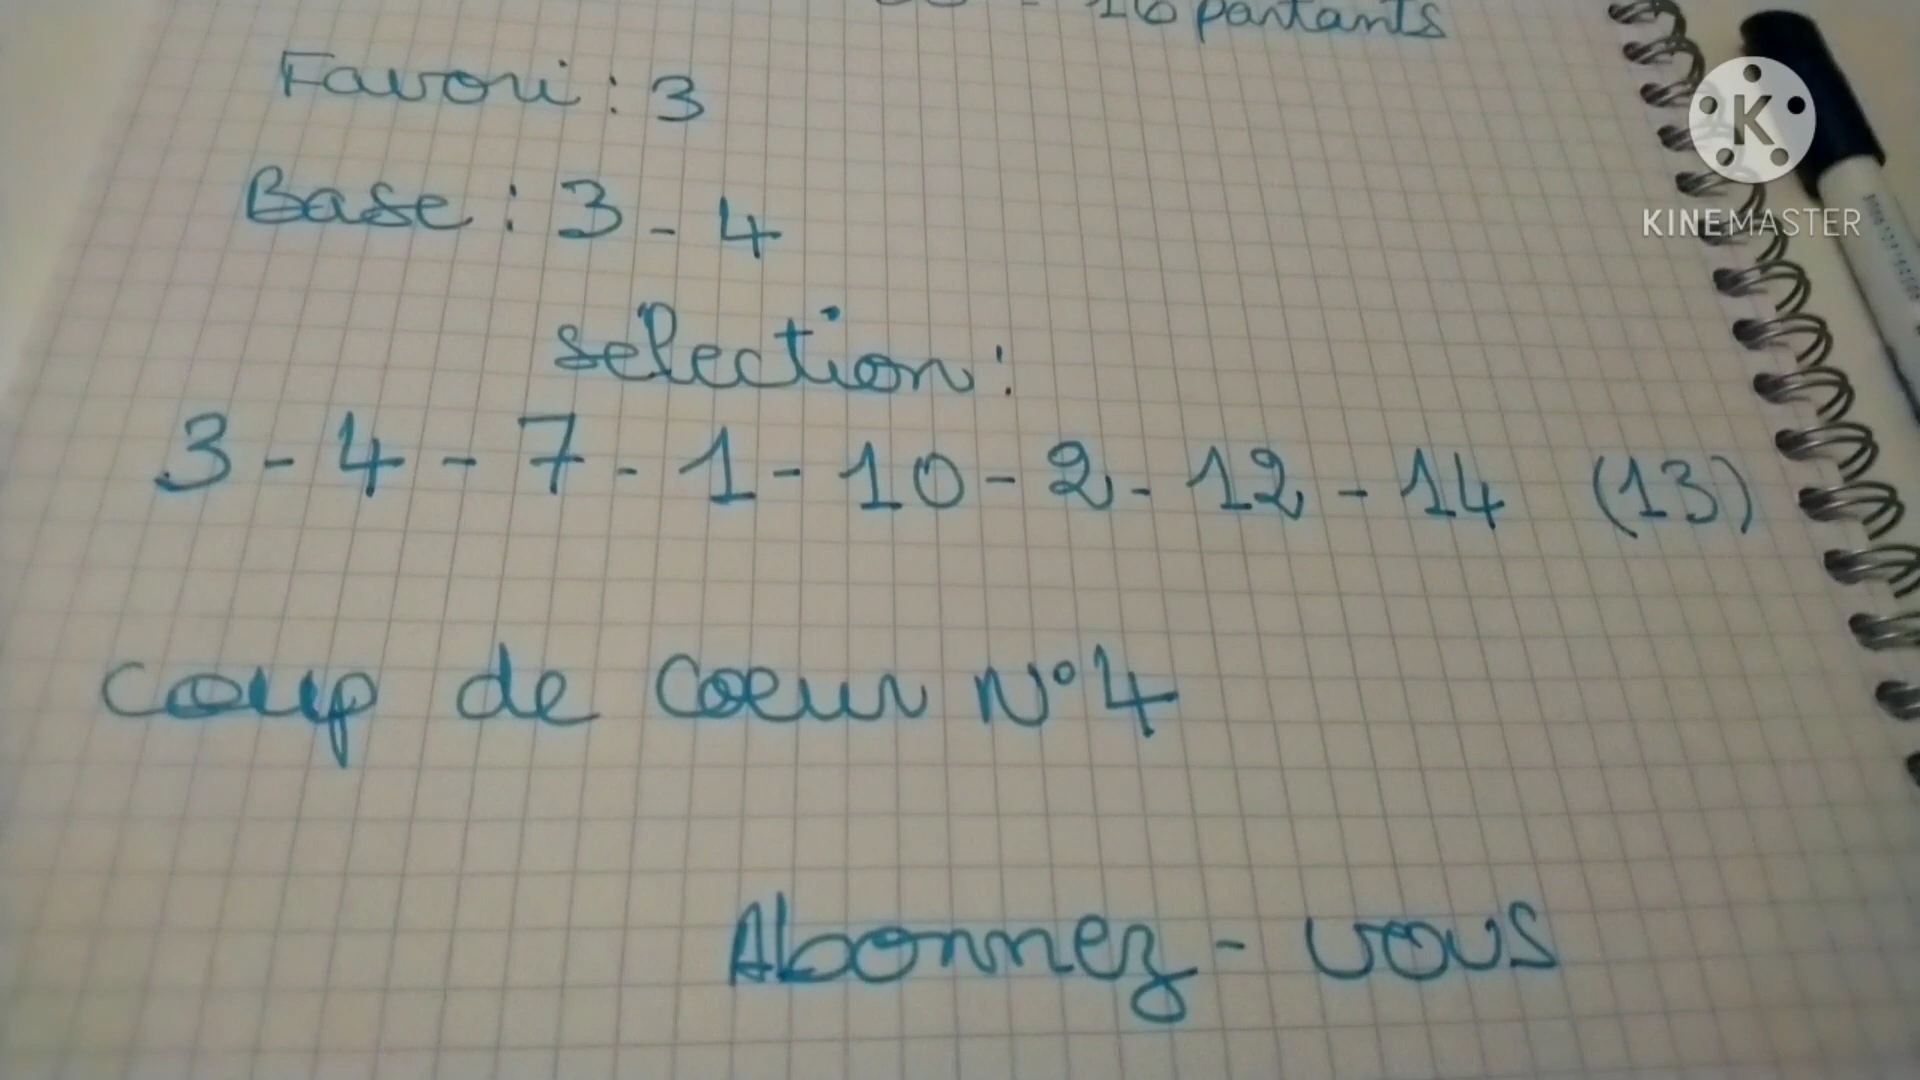 16 partants
Favori : 3
Base : 3 - 4
sélection :
3 - 4 - 7 - 1 - 10 - 2 - 12 - 14 (13)
Coup de Coeur N° 4
Abonnez - vous
KINEMASTER